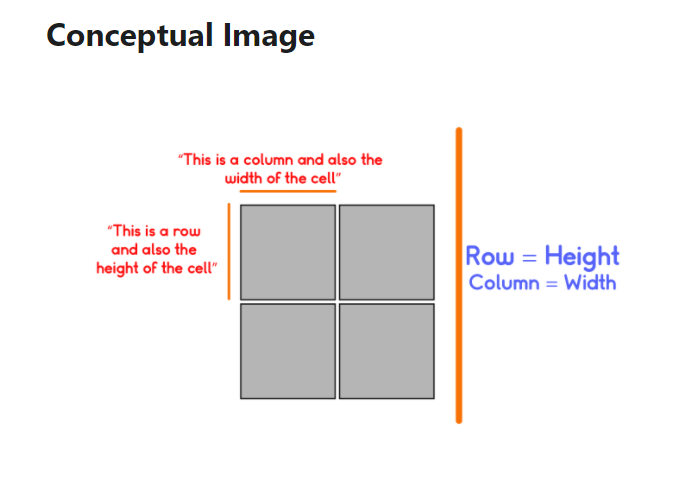 Conceptual Image
“This is a column and also the
width of the cell”
“This is a row
and also the
height of the cell”
Row = Height
Column = Width